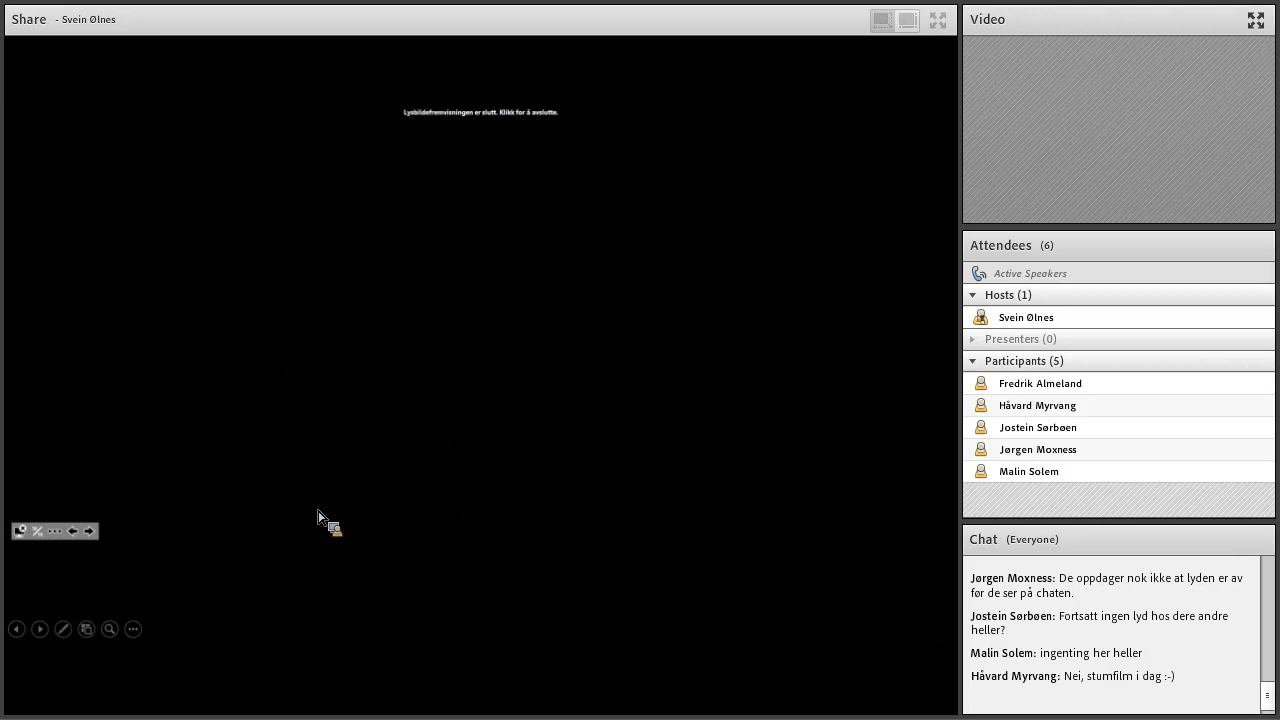 Share - Svein Ølnes
Video
Lysbildefremvisningen er slutt. Klikk for å avslutte.
Attendees (6)
Active Speakers
Hosts (1)
Svein Ølnes
Presenters (0)
Participants (5)
Fredrik Almeland
Håvard Myrvang
Jostein Sørbøen
Jørgen Moxness
Malin Solem
Chat (Everyone)
Jørgen Moxness: De oppdager nok ikke at lyden er av
før de ser på chaten.
Jostein Sørbøen: Fortsatt ingen lyd hos dere andre
heller?
Malin Solem: ingenting her heller
Håvard Myrvang: Nei, stumfilm i dag :-)